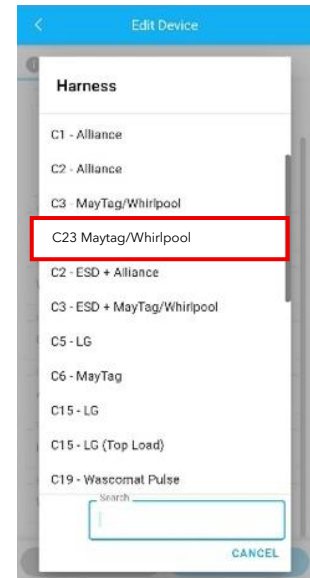 Edit Device
Harness
C1 - Alliance
C2 - Alliance
C3 - MayTag/Whirlpool
C23 Maytag/Whirlpool
C2 - ESD + Alliance
C3 - ESD + MayTag/Whirlpool
C5 - LG
C6 - MayTag
C15 - LG
C15 - LG (Top Load)
C19 - Wascomat Pulse
Search
CANCEL